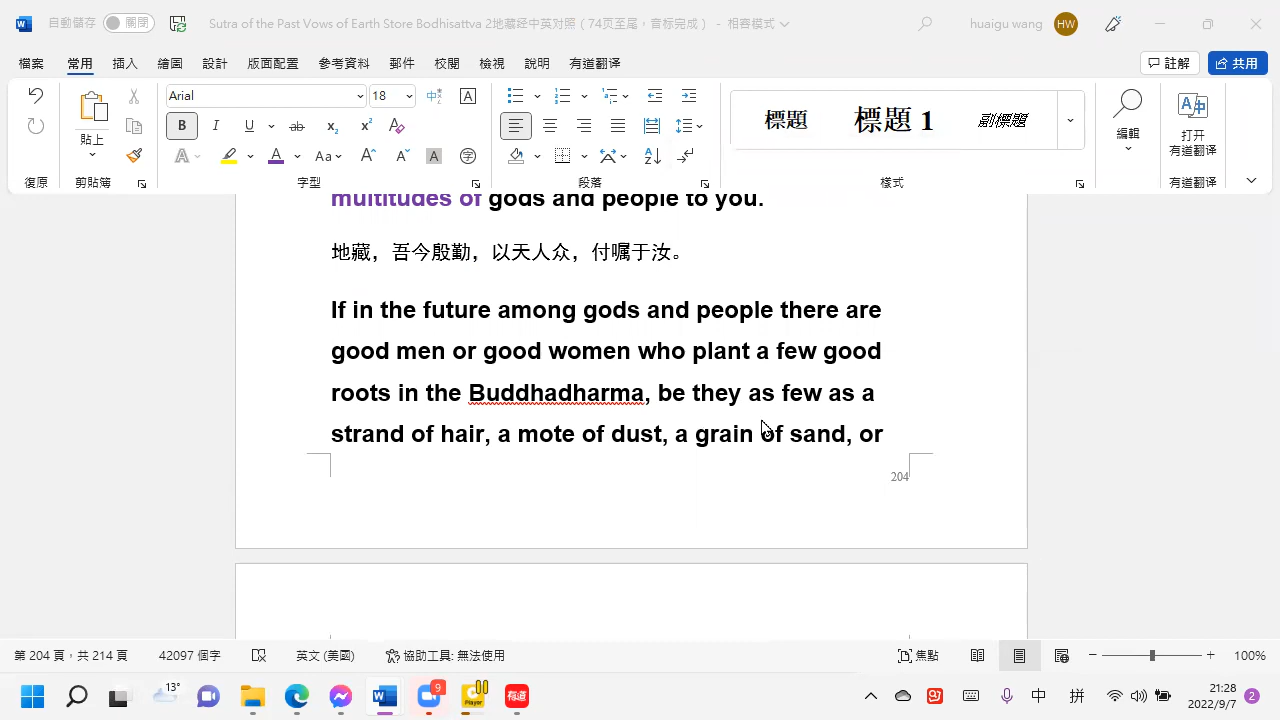 自動儲存 關閉 Sutra of the Past Vows of Earth Store Bodhisattva 2地藏经中英对照（74页至尾，音标完成） - 相容模式 huaigu wang HW
檔案 常用 插入 繪圖 設計 版面配置 參考資料 郵件 校閱 檢視 說明 有道翻译 註解 共用
Arial 18
貼上 B I U ab x₂ x² A 標題 標題 1 副標題 編輯 打开 有道翻译
A A Aa A A A 字
復原 剪貼簿 字型 段落 樣式 有道翻译
multitudes of gods and people to you.
地藏，吾今殷勤，以天人众，付嘱于汝。
If in the future among gods and people there are
good men or good women who plant a few good
roots in the Buddhadharma, be they as few as a
strand of hair, a mote of dust, a grain of sand, or
204
第 204 頁，共 214 頁 42097 個字 英文 (美國) 協助工具: 無法使用 焦點 100%
13° 9 Player 有道 中 拼 21:28
2022/9/7 2